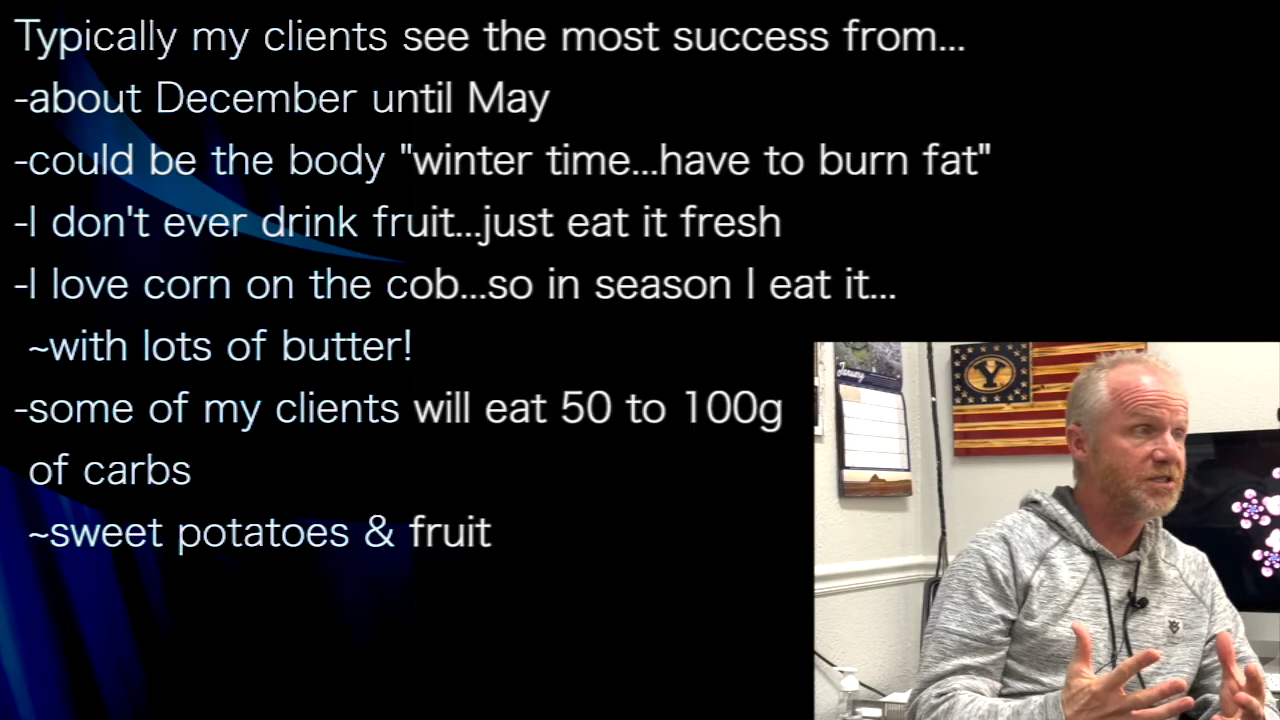 Typically my clients see the most success from...
-about December until May
-could be the body "winter time...have to burn fat"
-I don't ever drink fruit...just eat it fresh
-I love corn on the cob...so in season I eat it...
~with lots of butter!
-some of my clients will eat 50 to 100g
of carbs
~sweet potatoes & fruit
January
Y